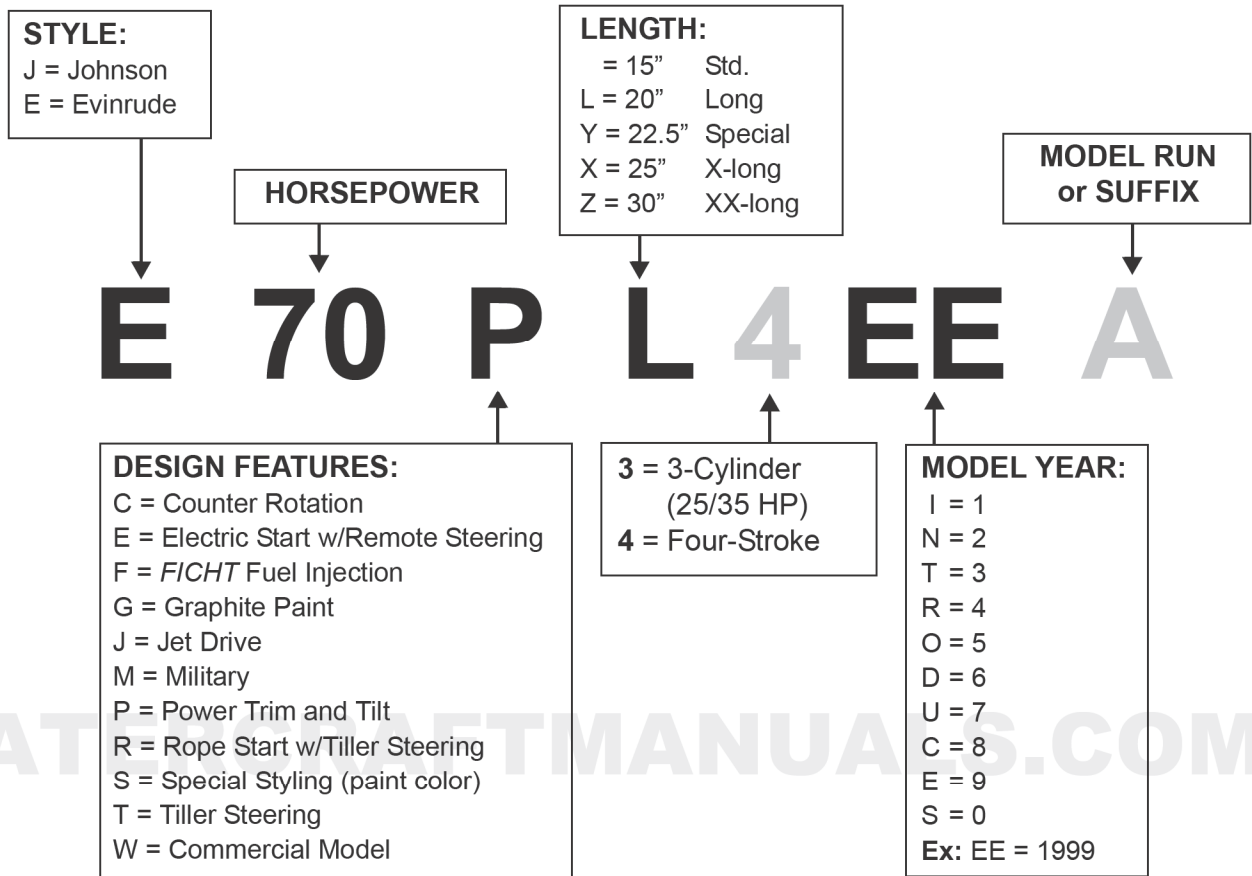 STYLE:
J = Johnson
E = Evinrude
HORSEPOWER
LENGTH:
= 15” Std.
L = 20” Long
Y = 22.5” Special
X = 25” X-long
Z = 30” XX-long
MODEL RUN
or SUFFIX
E 70 P L 4 EE A
DESIGN FEATURES:
C = Counter Rotation
E = Electric Start w/Remote Steering
F = FICHT Fuel Injection
G = Graphite Paint
J = Jet Drive
M = Military
P = Power Trim and Tilt
R = Rope Start w/Tiller Steering
S = Special Styling (paint color)
T = Tiller Steering
W = Commercial Model
3 = 3-Cylinder
(25/35 HP)
4 = Four-Stroke
MODEL YEAR:
I = 1
N = 2
T = 3
R = 4
O = 5
D = 6
U = 7
C = 8
E = 9
S = 0
Ex: EE = 1999
ATERCRAFTMANUALS.COM